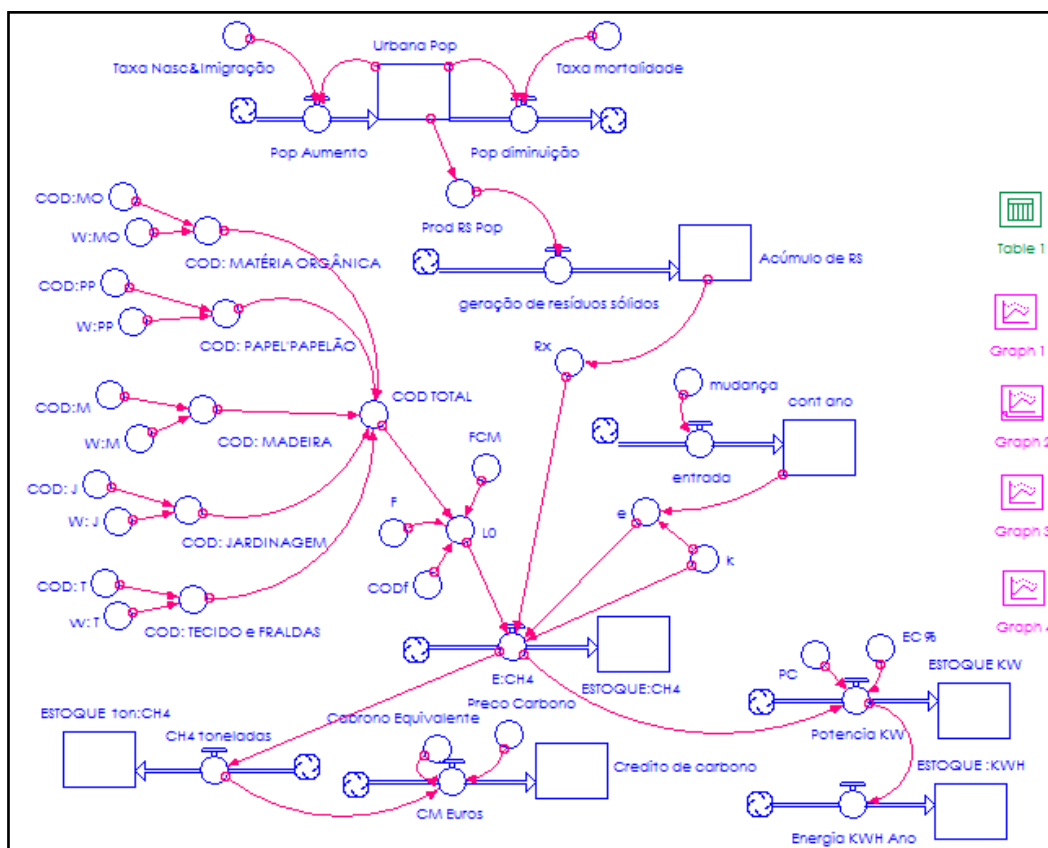 Urbana Pop
Taxa Nasc&Imigração
Taxa mortalidade
Pop Aumento
Pop diminuição
COD:MO
W:MO
COD: MATÉRIA ORGÂNICA
Prod RS Pop
Table 1
Acúmulo de RS
geração de resíduos sólidos
COD:PP
W:PP
COD: PAPEL'PAPELÃO
Rx
Graph 1
mudança
cont ano
COD TOTAL
COD:M
W:M
COD: MADEIRA
FCM
entrada
Graph 2
COD: J
W: J
COD: JARDINAGEM
F
L0
e
k
Graph 3
CODf
COD: T
W: T
COD: TECIDO e FRALDAS
Graph 4
E:CH4
ESTOQUE:CH4
EC %
PC
ESTOQUE KW
Potencia KW
ESTOQUE ton:CH4
CH4 toneladas
Cabrono Equivalente
Preco Carbono
Credito de carbono
CM Euros
ESTOQUE :KWH
Energia KWH Ano